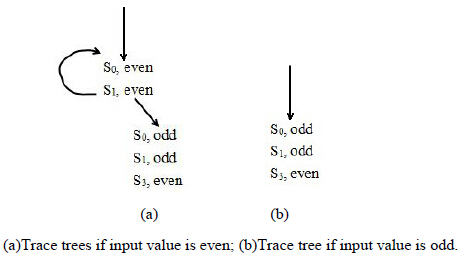 S0, even
S1, even
S0, odd
S1, odd
S3, even
(a)
S0, odd
S1, odd
S3, even
(b)
(a)Trace trees if input value is even; (b)Trace tree if input value is odd.